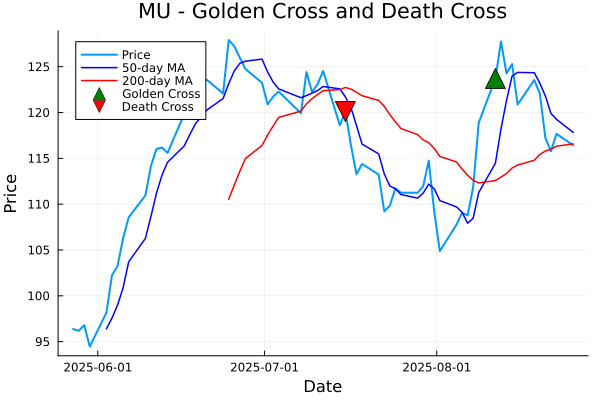 MU - Golden Cross and Death Cross
Price
50-day MA
200-day MA
Golden Cross
Death Cross
125
120
115
110
105
100
95
Price
2025-06-01
2025-07-01
2025-08-01
Date